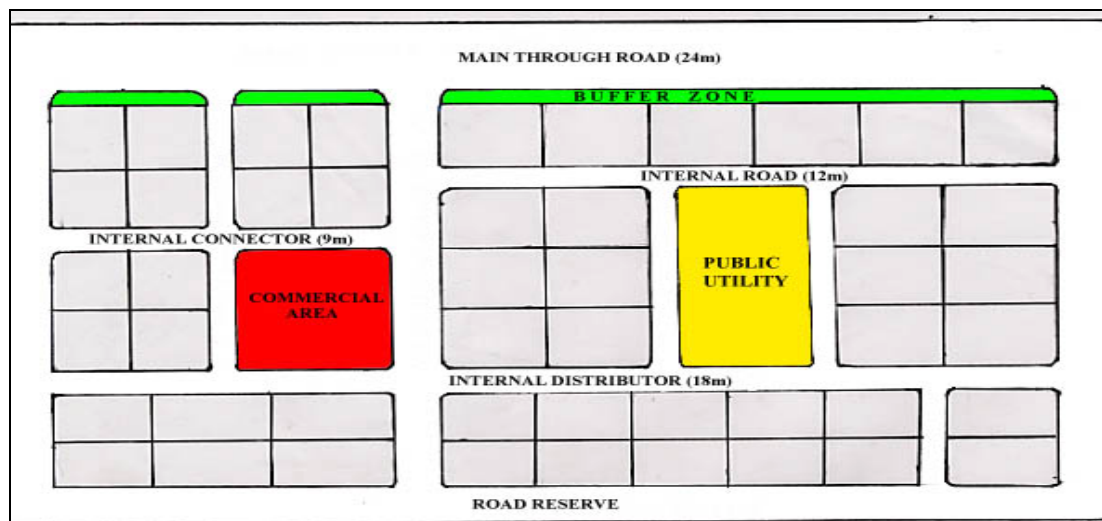 MAIN THROUGH ROAD (24m)
BUFFER ZONE
INTERNAL ROAD (12m)
INTERNAL CONNECTOR (9m)
PUBLIC
UTILITY
COMMERCIAL
AREA
INTERNAL DISTRIBUTOR (18m)
ROAD RESERVE